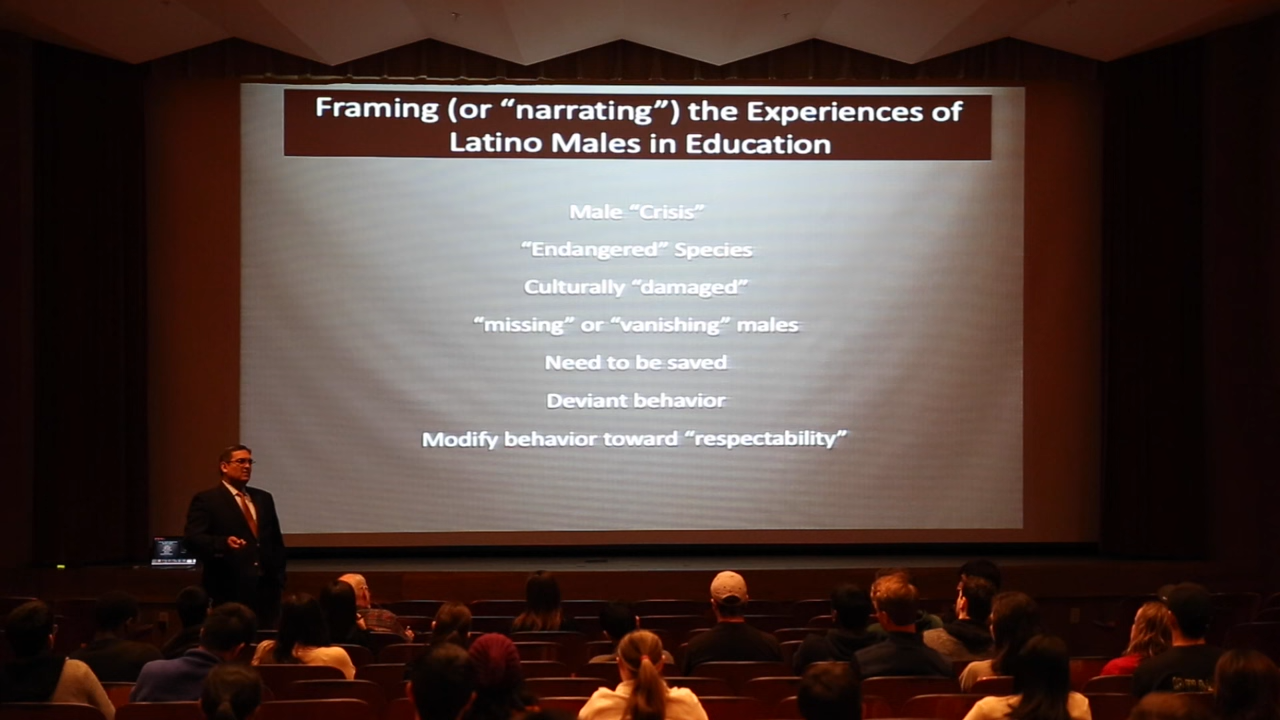 Framing (or “narrating”) the Experiences of
Latino Males in Education
Male “Crisis”
“Endangered” Species
Culturally “damaged”
“missing” or “vanishing” males
Need to be saved
Deviant behavior
Modify behavior toward “respectability”